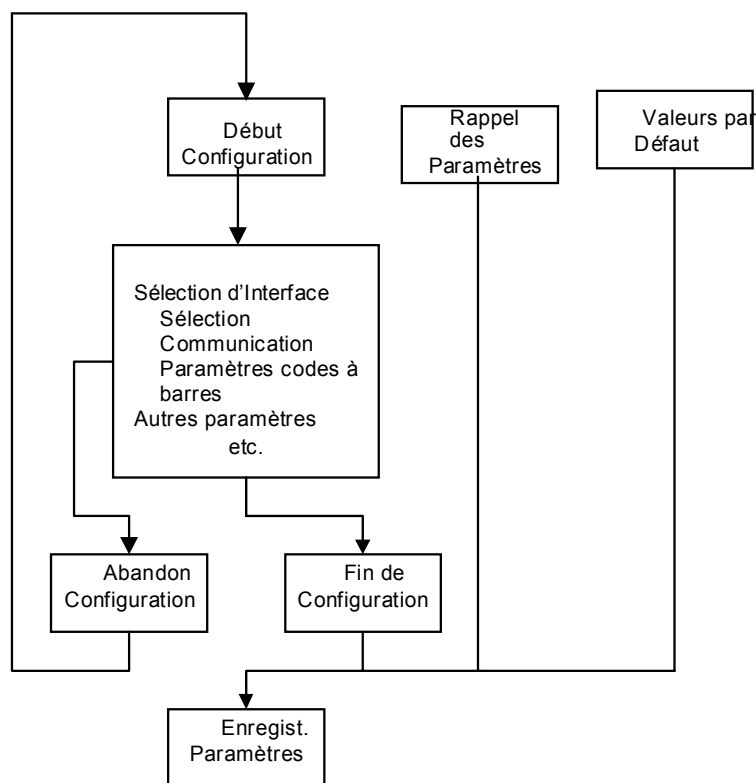 Début
Configuration
Rappel
des
Paramètres
Valeurs par
Défaut
Sélection d'Interface
Sélection
Communication
Paramètres codes à
barres
Autres paramètres
etc.
Abandon
Configuration
Fin de
Configuration
Enregist.
Paramètres